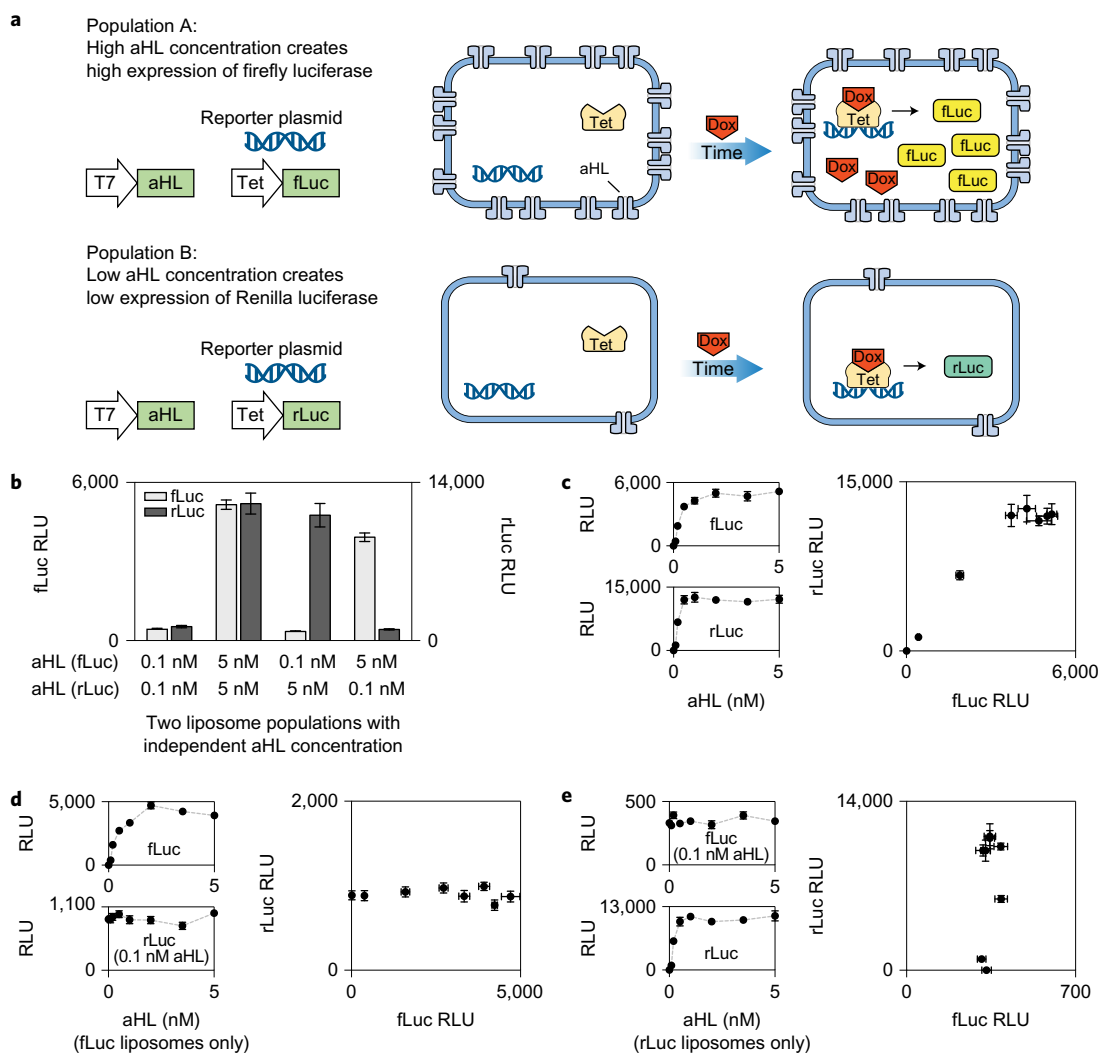 a
Population A:
High aHL concentration creates
high expression of firefly luciferase
Reporter plasmid
T7 aHL Tet fLuc
Tet
aHL
Dox
Time
Dox
Tet
fLuc
fLuc
fLuc
fLuc
Dox
Dox
Population B:
Low aHL concentration creates
low expression of Renilla luciferase
Reporter plasmid
T7 aHL Tet rLuc
Tet
Dox
Time
Dox
Tet
rLuc
b
6,000
0
fLuc RLU
fLuc
rLuc
14,000
0
rLuc RLU
aHL (fLuc) 0.1 nM 5 nM 0.1 nM 5 nM
aHL (rLuc) 0.1 nM 5 nM 5 nM 0.1 nM
Two liposome populations with
independent aHL concentration
c
6,000
RLU
0
fLuc
0 5
15,000
RLU
0
rLuc
0 5
aHL (nM)
15,000
rLuc RLU
0
0 6,000
fLuc RLU
d
5,000
RLU
0
fLuc
0 5
1,100
RLU
0
rLuc
(0.1 nM aHL)
0 5
aHL (nM)
(fLuc liposomes only)
2,000
rLuc RLU
0
0 5,000
fLuc RLU
e
500
RLU
0
fLuc
(0.1 nM aHL)
0 5
13,000
RLU
0
rLuc
0 5
aHL (nM)
(rLuc liposomes only)
14,000
rLuc RLU
0
0 700
fLuc RLU